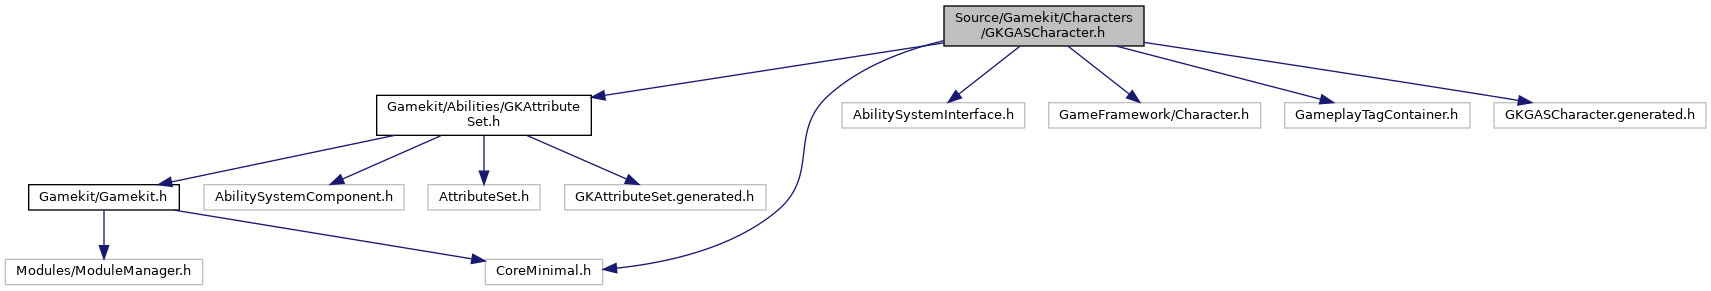 Source/Gamekit/Characters
/GKGASCharacter.h
Gamekit/Abilities/GKAttribute
Set.h
AbilitySystemInterface.h
GameFramework/Character.h
GameplayTagContainer.h
GKGASCharacter.generated.h
Gamekit/Gamekit.h
AbilitySystemComponent.h
AttributeSet.h
GKAttributeSet.generated.h
Modules/ModuleManager.h
CoreMinimal.h